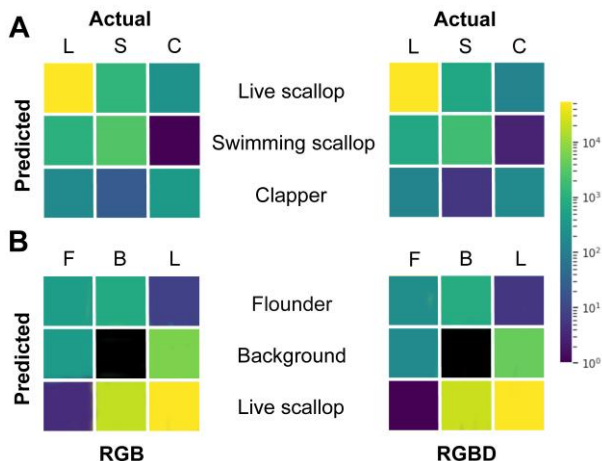 A
Actual
Actual
L S C
L S C
Predicted
Live scallop
Swimming scallop
Clapper
10⁴
10³
10²
10¹
10⁰
B
F B L
F B L
Predicted
Flounder
Background
Live scallop
RGB
RGBD